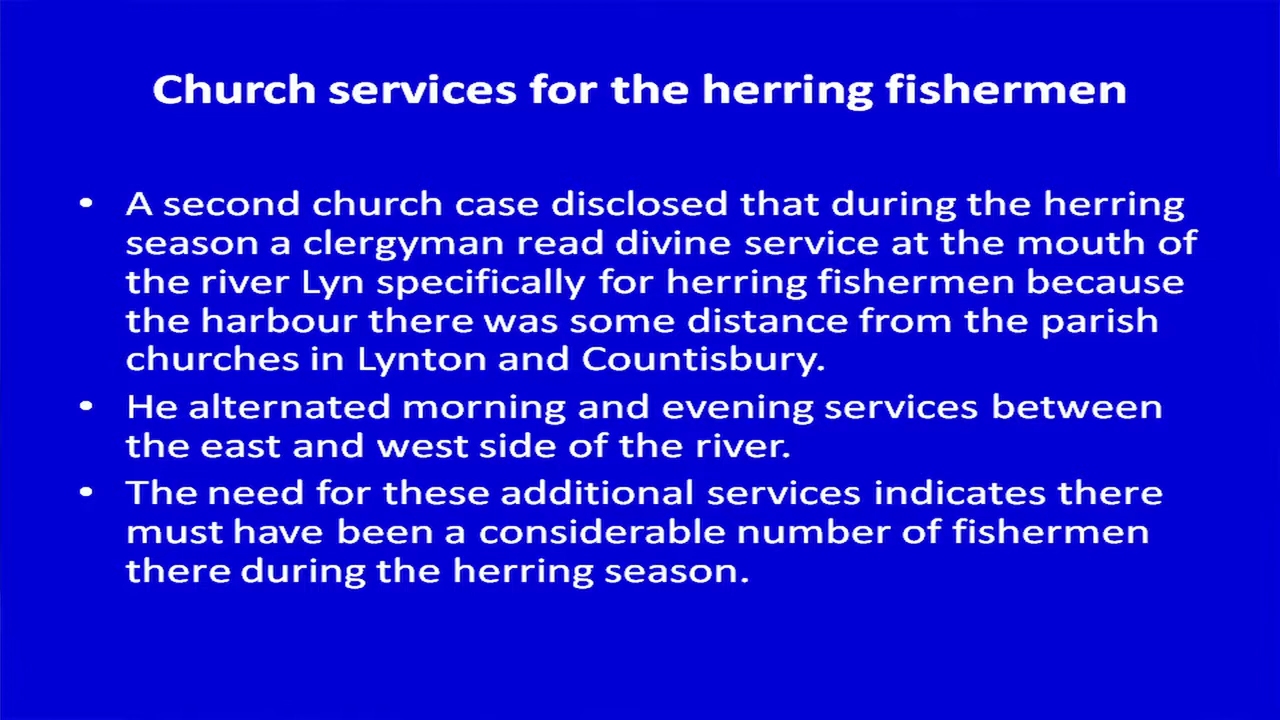 Church services for the herring fishermen
• A second church case disclosed that during the herring
season a clergyman read divine service at the mouth of
the river Lyn specifically for herring fishermen because
the harbour there was some distance from the parish
churches in Lynton and Countisbury.
• He alternated morning and evening services between
the east and west side of the river.
• The need for these additional services indicates there
must have been a considerable number of fishermen
there during the herring season.